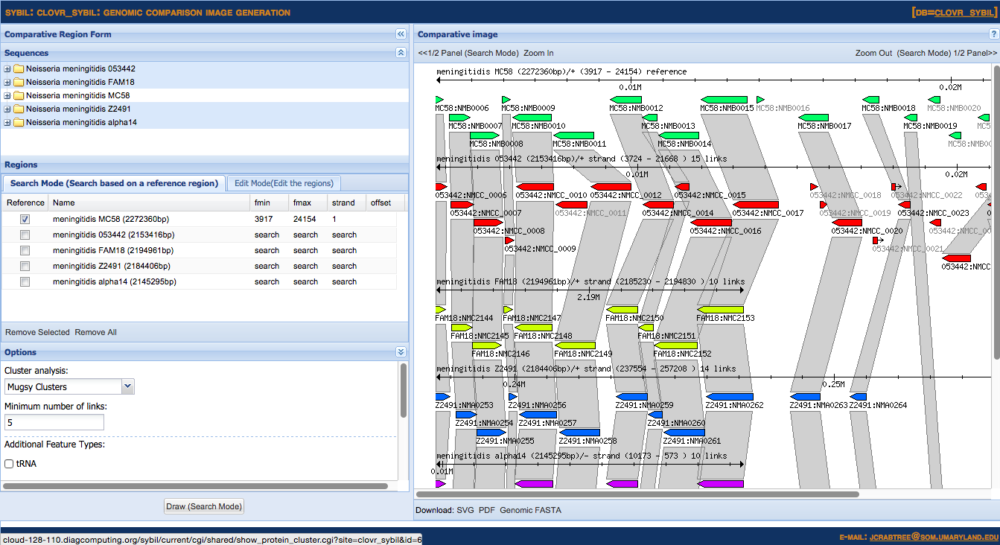 SYBIL: CLOVR_SYBIL: GENOMIC COMPARISON IMAGE GENERATION
[DB=CLOVR_SYBIL]
Comparative Region Form
Sequences
Neisseria meningitidis 053442
Neisseria meningitidis FAM18
Neisseria meningitidis MC58
Neisseria meningitidis Z2491
Neisseria meningitidis alpha14
Regions
Search Mode (Search based on a reference region) Edit Mode(Edit the regions)
Reference Name fmin fmax strand offset
meningitidis MC58 (2272360bp) 3917 24154 1
meningitidis 053442 (2153416bp) search search search
meningitidis FAM18 (2194961bp) search search search
meningitidis Z2491 (2184406bp) search search search
meningitidis alpha14 (2145295bp) search search search
Remove Selected Remove All
Options
Cluster analysis:
Mugsy Clusters
Minimum number of links:
5
Additional Feature Types:
tRNA
Draw (Search Mode)
Comparative image ?
<<1/2 Panel (Search Mode) Zoom In Zoom Out (Search Mode) 1/2 Panel>>
meningitidis MC58 (2272360bp)/+ (3917 - 24154) reference
0.01M 0.02M
MC58:NMB0006 MC58:NMB0009 MC58:NMB0012 MC58:NMB0015 MC58:NMB0016 MC58:NMB0018 MC58:NMB0020
MC58:NMB0007 MC58:NMB0010 MC58:NMB0013 MC58:NMB0017 MC58:NMB0019 MC5
MC58:NMB0008 MC58:NMB0011 MC58:NMB0014 MC58:NMB0
meningitidis 053442 (2153416bp)/+ strand (3724 - 21668 ) 15 links
0.01M 0.02M
053442:NMCC_0006 053442:NMCC_0010 053442:NMCC_0012 053442:NMCC_0015 053442:NMCC_0018 053442:NMCC_0022 053
053442:NMCC_0007 053442:NMCC_0011 053442:NMCC_0014 053442:NMCC_0017 053442:NMCC_0019 053442:NMCC_0023
053442:NMCC_0008 053442:NMCC_0016 053442:NMCC_0020 053442:NMCC_0
053442:NMCC_0009 053442:NMCC_0021
053442:NMCC
meningitidis FAM18 (2194961bp)/+ strand (2185230 - 2194830 ) 10 links
2.19M
FAM18:NMC2144 FAM18:NMC2147 FAM18:NMC2150 FAM18:NMC2153
FAM18:NMC2145 FAM18:NMC2148 FAM18:NMC2151
FAM18:NMC2146 FAM18:NMC2149 FAM18:NMC2152
meningitidis Z2491 (2184406bp)/+ strand (237554 - 257208 ) 14 links
0.24M 0.25M
Z2491:NMA0253 Z2491:NMA0256 Z2491:NMA0259 Z2491:NMA0262 Z2491:NMA0263 Z2491:NMA0264
Z2491:NMA0254 Z2491:NMA0257 Z2491:NMA0260
Z2491:NMA0255 Z2491:NMA0258 Z2491:NMA0261
meningitidis alpha14 (2145295bp)/- strand (10173 - 573 ) 10 links
0.01M
Download: SVG PDF Genomic FASTA
cloud-128-110.diagcomputing.org/sybil/current/cgi/shared/show_protein_cluster.cgi?site=clovr_sybil&id=6
E-MAIL: JCRABTREE@SOM.UMARYLAND.EDU